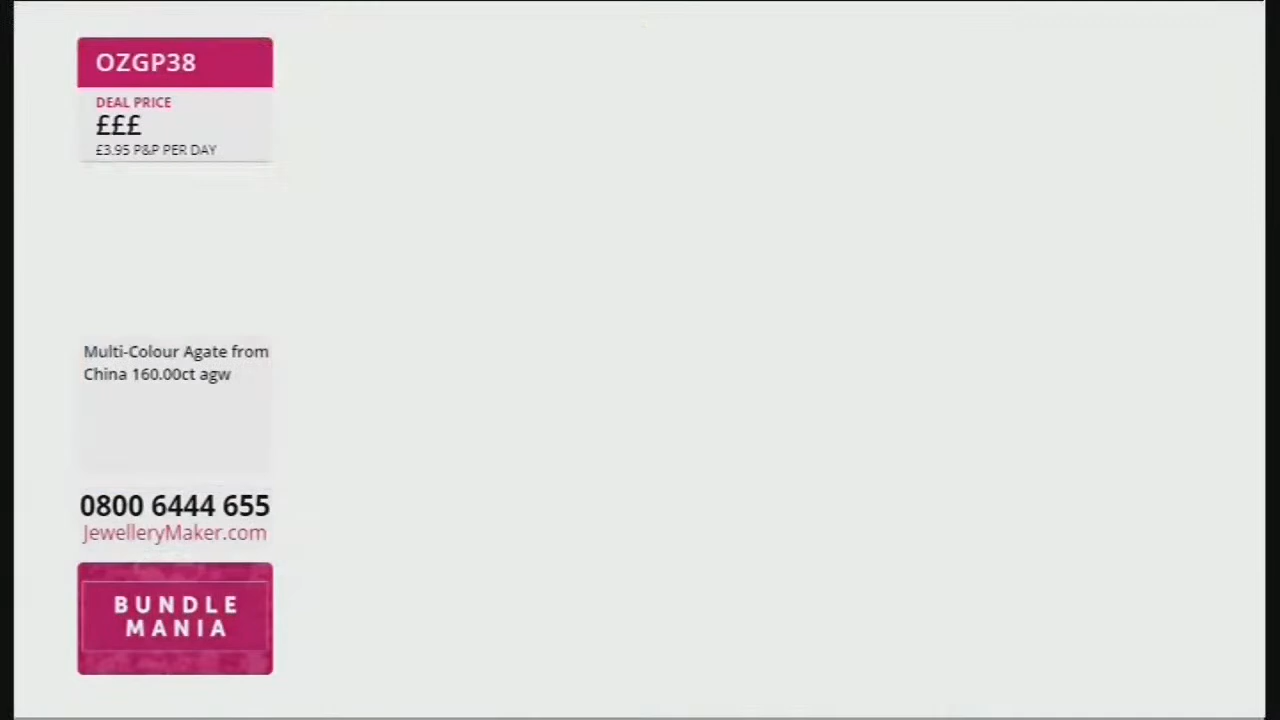 OZGP38
DEAL PRICE
£££
£3.95 P&P PER DAY
Multi-Colour Agate from
China 160.00ct agw
0800 6444 655
JewelleryMaker.com
BUNDLE
MANIA